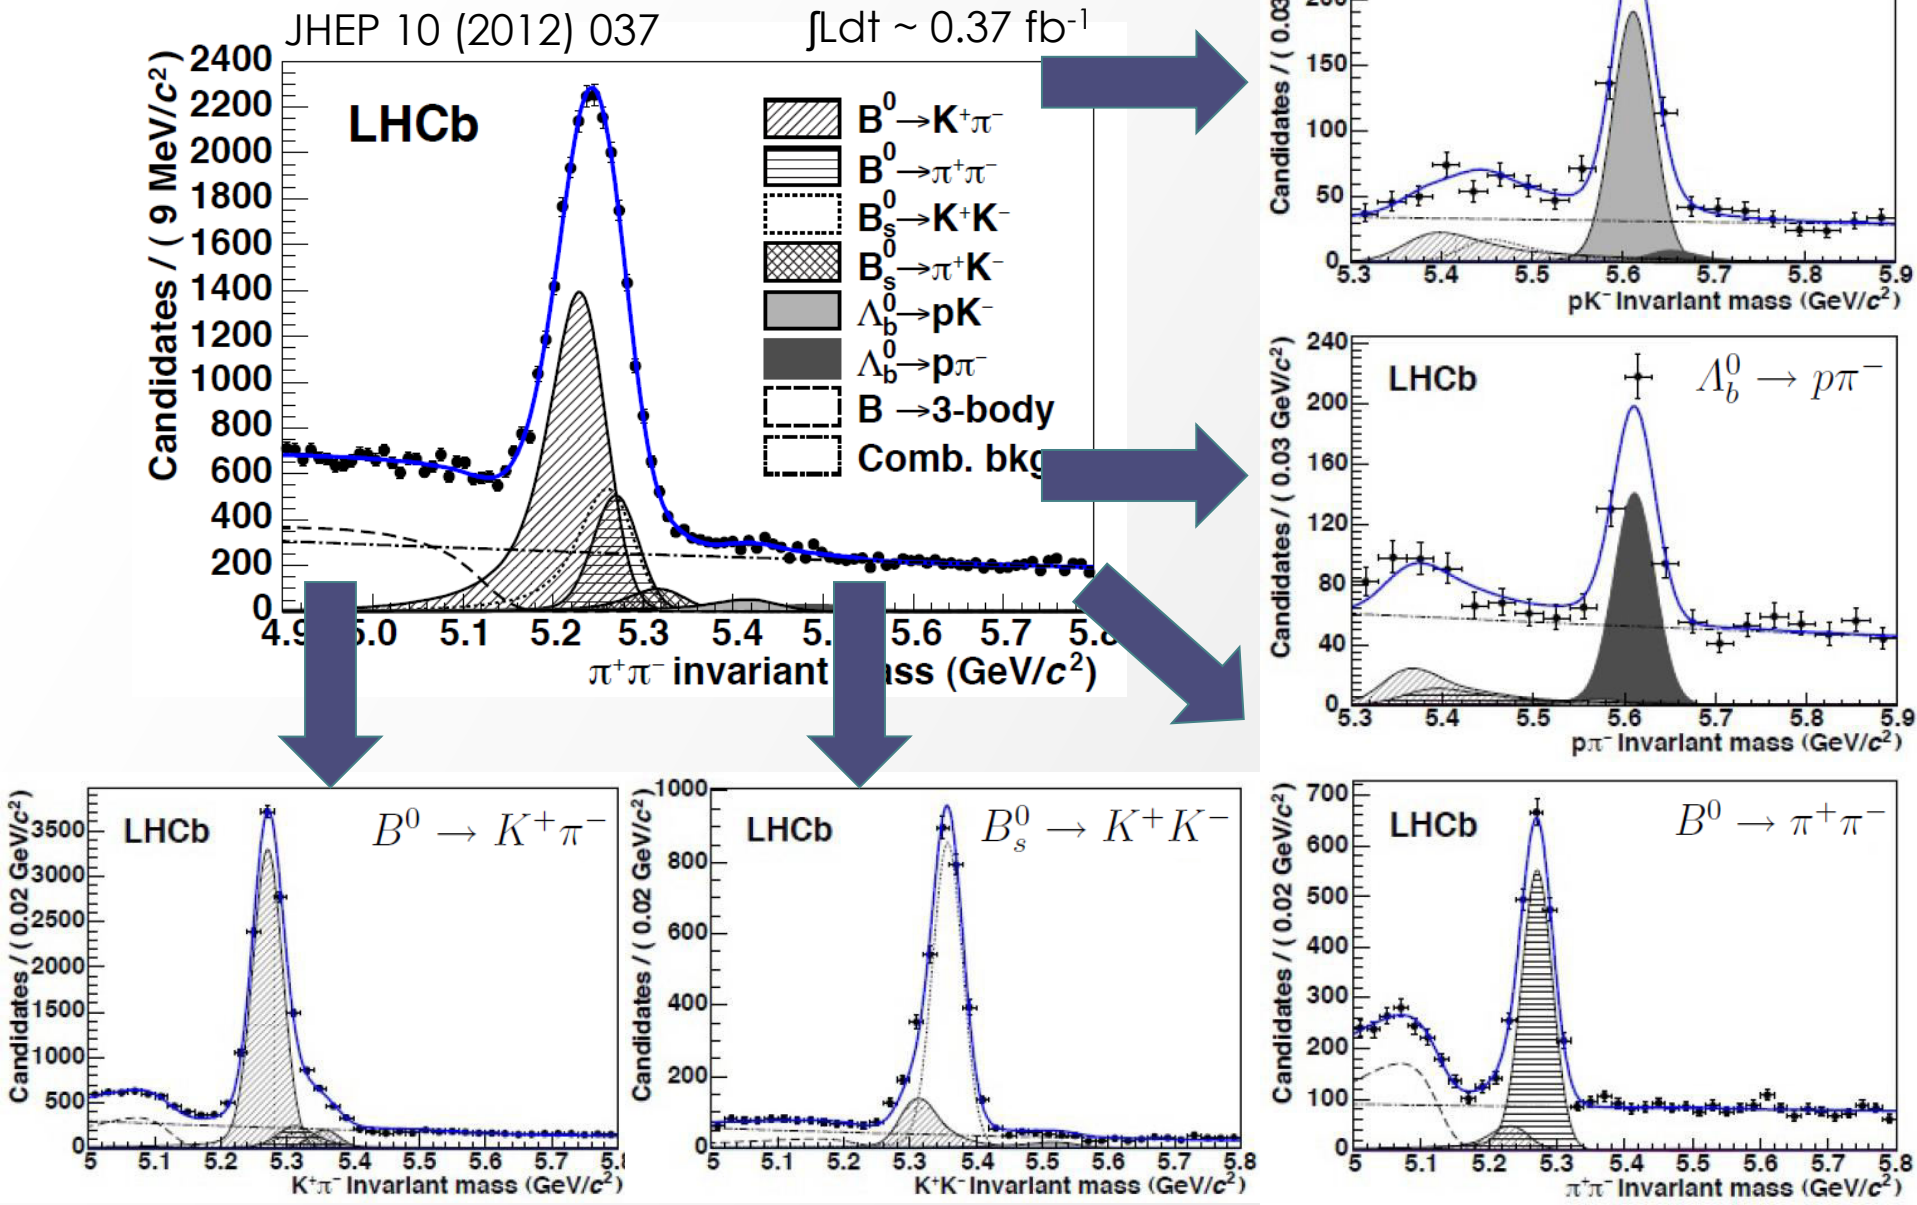 JHEP 10 (2012) 037
∫Ldt ~ 0.37 fb⁻¹
Candidates / ( 9 MeV/c² )
2400
2200
2000
1800
1600
1400
1200
1000
800
600
400
200
0
LHCb
B⁰→K⁺π⁻
B⁰→π⁺π⁻
B⁰ₛ→K⁺K⁻
B⁰ₛ→π⁺K⁻
Λ⁰b→pK⁻
Λ⁰b→pπ⁻
B →3-body
Comb. bkg
4.9 5.0 5.1 5.2 5.3 5.4 5.6 5.7 5.8
π⁺π⁻ invariant mass (GeV/c²)
150
100
50
0
5.3 5.4 5.5 5.6 5.7 5.8 5.9
pK⁻ Invariant mass (GeV/c²)
Candidates / ( 0.03 GeV/c² )
240
200
160
120
80
40
0
LHCb
Λ⁰b → pπ⁻
5.3 5.4 5.5 5.6 5.7 5.8 5.9
pπ⁻ Invariant mass (GeV/c²)
Candidates / ( 0.02 GeV/c² )
3500
3000
2500
2000
1500
1000
500
0
LHCb
B⁰ → K⁺π⁻
5 5.1 5.2 5.3 5.4 5.5 5.6 5.7
K⁺π⁻ Invariant mass (GeV/c²)
Candidates / ( 0.02 GeV/c² )
1000
800
600
400
200
0
LHCb
B⁰ₛ → K⁺K⁻
5 5.1 5.2 5.3 5.4 5.5 5.6 5.7 5.8
K⁺K⁻ Invariant mass (GeV/c²)
Candidates / ( 0.02 GeV/c² )
700
600
500
400
300
200
100
0
LHCb
B⁰ → π⁺π⁻
5 5.1 5.2 5.3 5.4 5.5 5.6 5.7 5.8
π⁺π⁻ Invariant mass (GeV/c²)